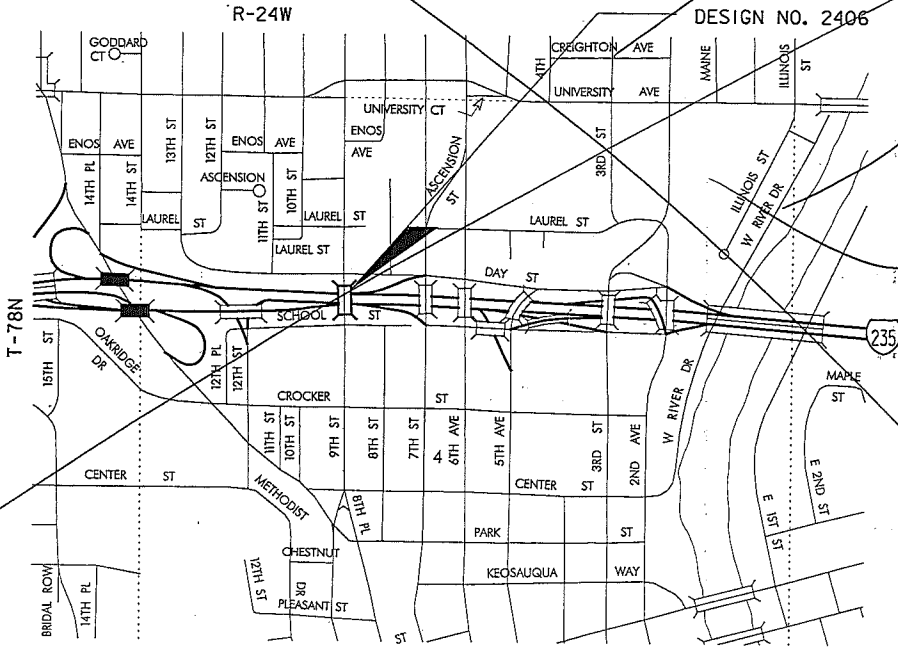 R-24W
DESIGN NO. 2406
GODDARD
CT
CREIGHTON AVE
4TH
MAINE
ILLINOIS
ST
UNIVERSITY AVE
UNIVERSITY CT
13TH ST
12TH ST
ENOS AVE
ENOS AVE
ENOS
AVE
3RD ST
ASCENSION
ST
14TH PL
14TH ST
ASCENSION
11TH ST
10TH ST
ILLINOIS ST
W RIVER DR
LAUREL ST
LAUREL ST
LAUREL ST
LAUREL ST
DAY ST
T-78N
SCHOOL ST
235
15TH ST
OAKRIDGE
DR
12TH PL
12TH ST
W RIVER DR
MAPLE
ST
CROCKER ST
11TH ST
10TH ST
9TH ST
8TH ST
7TH ST
4
6TH AVE
5TH AVE
3RD ST
2ND AVE
CENTER ST
METHODIST
CENTER ST
E 2ND ST
8TH PL
E 1ST ST
PARK ST
CHESTNUT
12TH ST
DR
KEOSAUQUA WAY
PLEASANT ST
BRIDAL ROW
14TH PL
ST